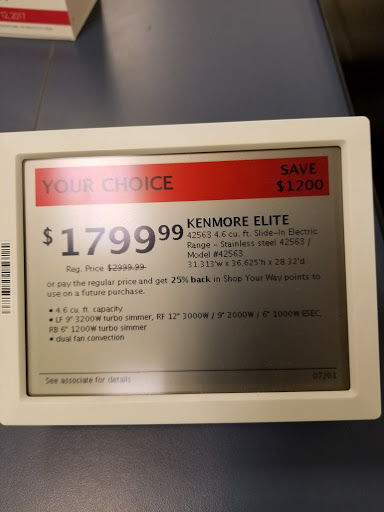 12,2017
YOUR CHOICE
SAVE
$1200
$1799 99
Reg. Price $2999.99
KENMORE ELITE
42563 4.6 cu. ft. Slide-In Electric
Range - Stainless steel 42563 /
Model #42563
31.313'w x 36.625'h x 28.32'd
or pay the regular price and get 25% back in Shop Your Way points to
use on a future purchase.
• 4.6 cu. ft. capacity
• LF 9" 3200W turbo simmer, RF 12" 3000W / 9" 2000W / 6" 1000W ESEC,
RB 6" 1200W turbo simmer
• dual fan convection
See associate for details
07/03